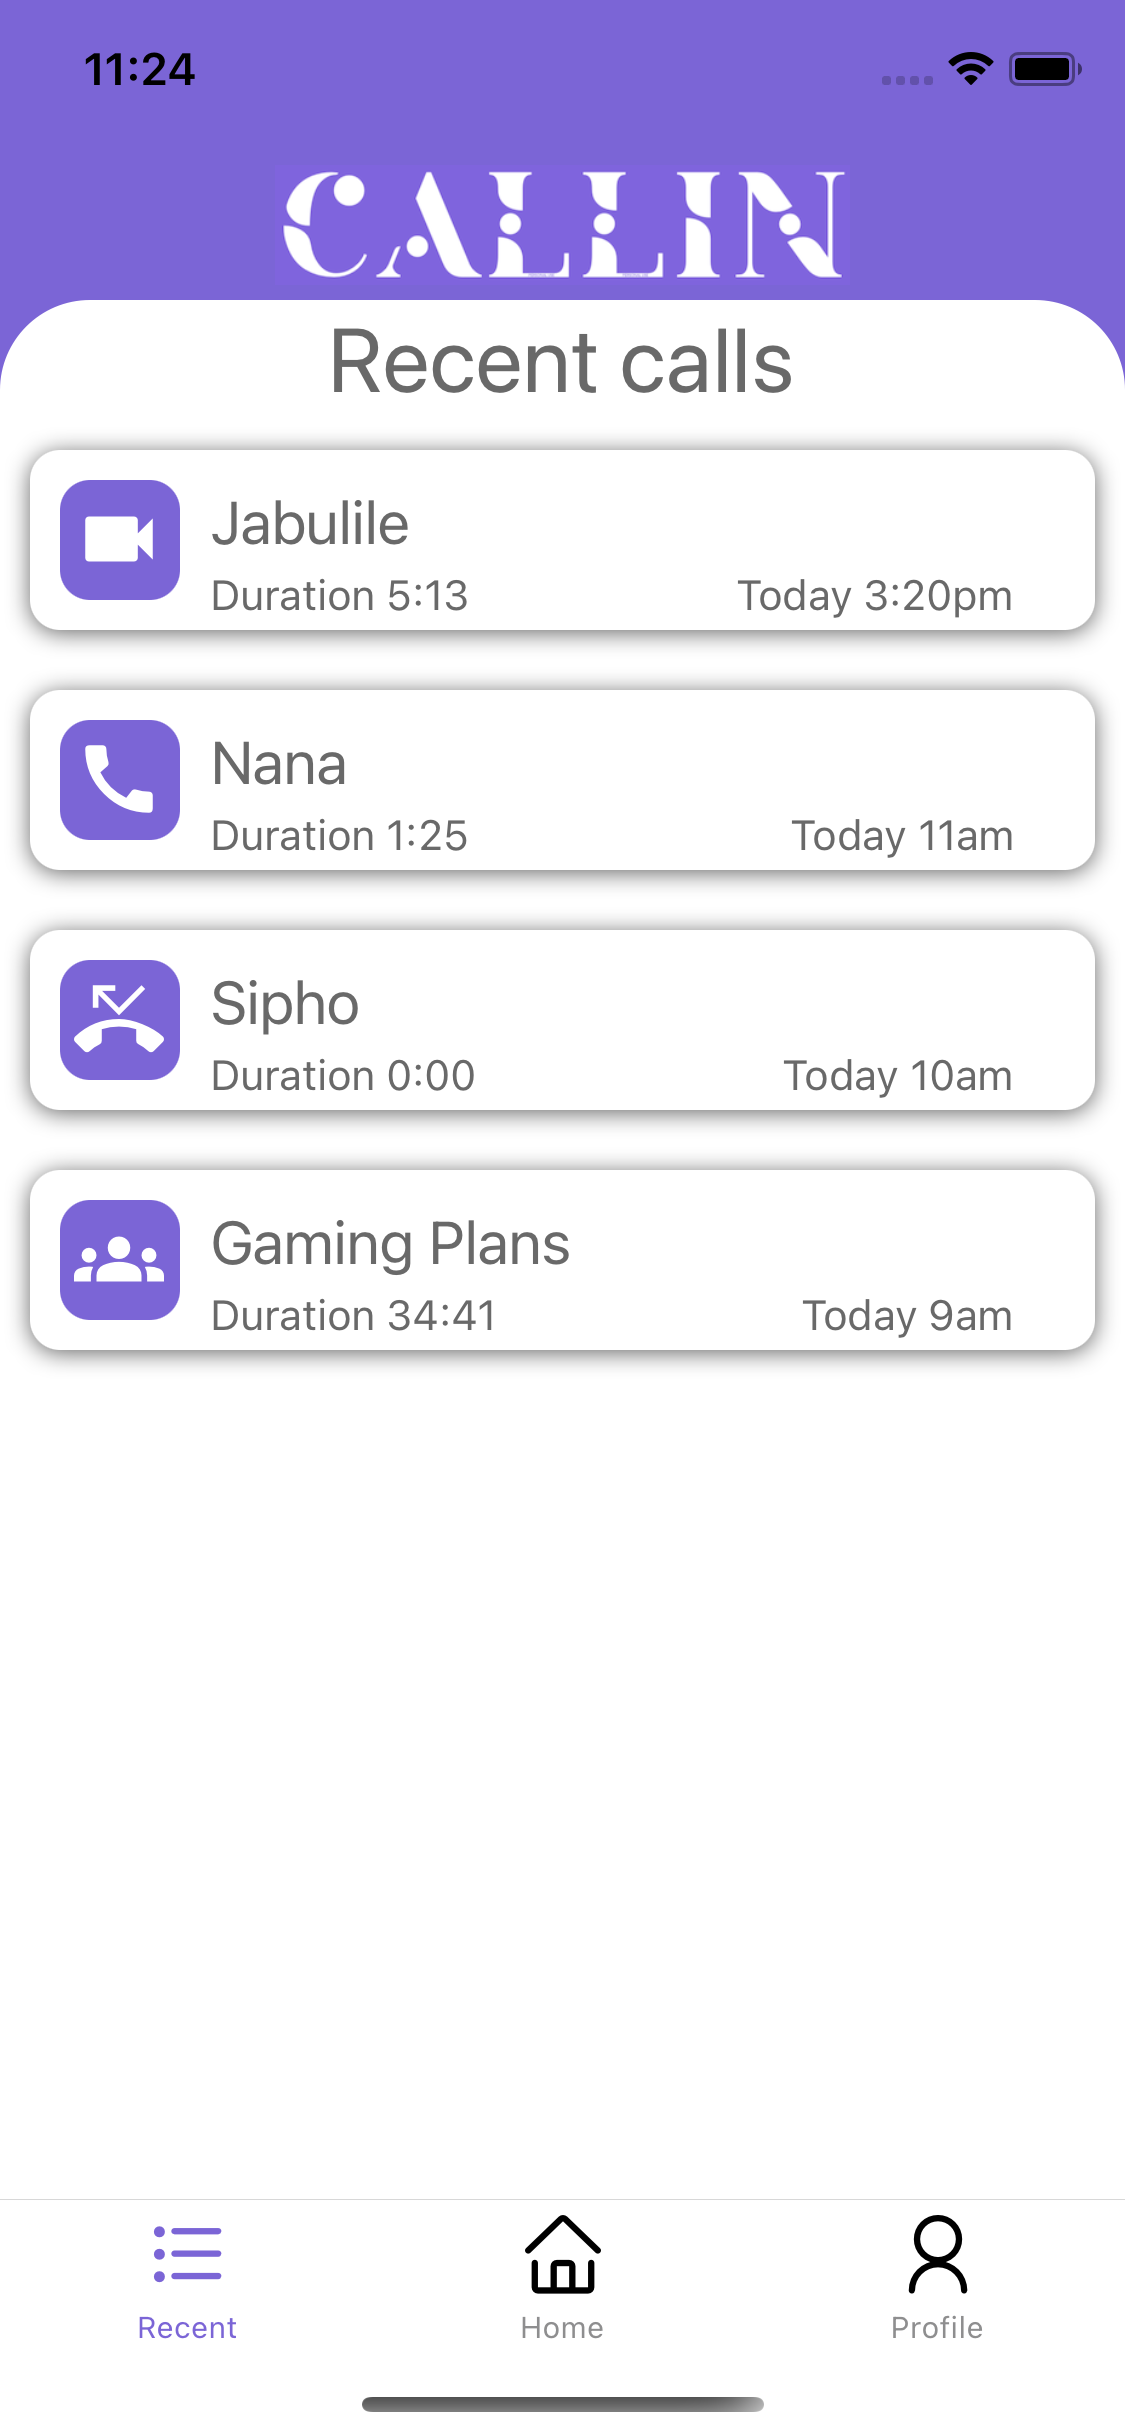 11:24
CALLIN
Recent calls
Jabulile
Duration 5:13
Today 3:20pm
Nana
Duration 1:25
Today 11am
Sipho
Duration 0:00
Today 10am
Gaming Plans
Duration 34:41
Today 9am
Recent
Home
Profile